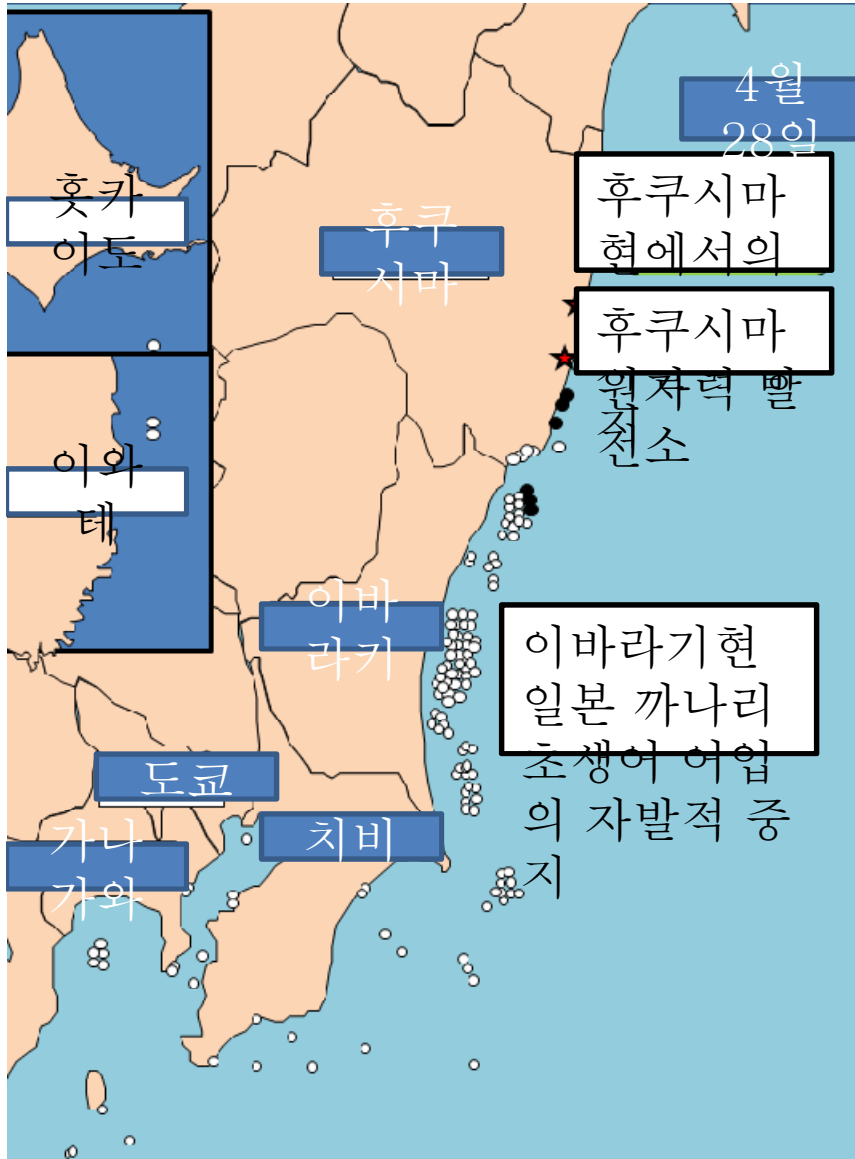 4월
28일
홋카
이도
후쿠
시마
후쿠시마
현에서의
후쿠시마
원자력 발
전소
이와
테
이바
라키
이바라기현
일본 까나리
초생어 어입
의 자발적 중
지
도쿄
가나
가와
치비